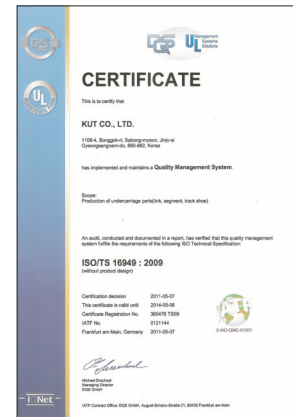 DQS
UL
Management
Systems
Solutions
CERTIFICATE
This is to certify that
KUT CO., LTD.
1108-4, Bonggok-ri, Sabong-myeon, Jinju-si
Gyeongsangnam-do, 660-882, Korea
has implemented and maintains a Quality Management System.
Scope:
Production of undercarriage parts(link, segment, track shoe)
An audit, conducted and documented in a report, has verified that this quality management
system fulfills the requirements of the following ISO Technical Specification:
ISO/TS 16949 : 2009
(without product design)
Certification decision 2011-05-07
This certificate is valid until 2014-05-06
Certificate Registration No. 360476 TS09
IATF No. 0121144
Frankfurt am Main, Germany 2011-05-07
2-IAO-QMC-01001
Michael Drechsel
Managing Director
DQS GmbH
IATF Contract Office: DQS GmbH, August-Schanz-Straße 21, 60433 Frankfurt am Main
- I Net -